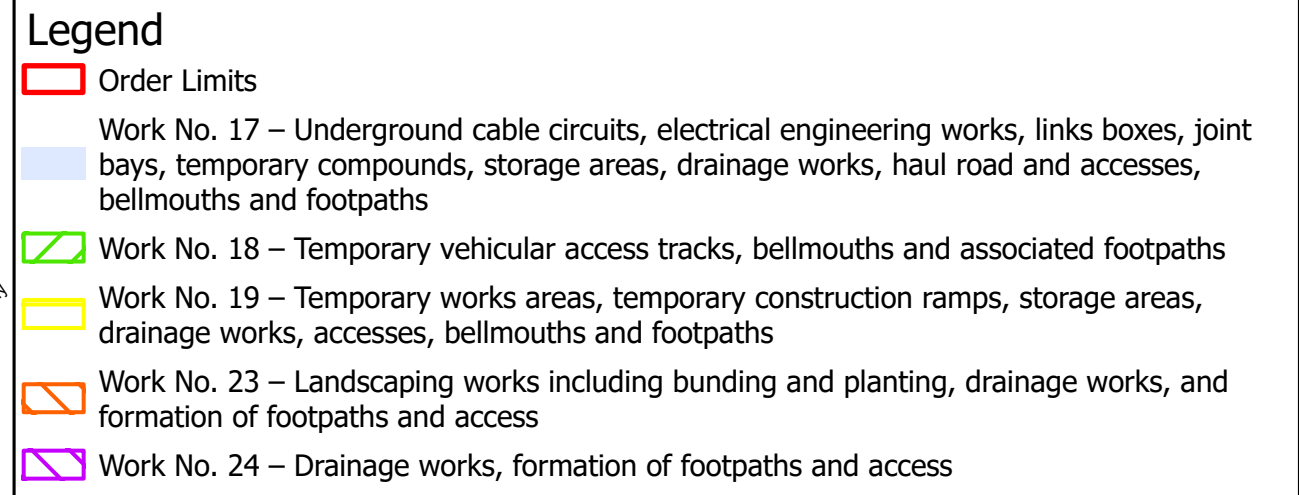 Legend
Order Limits
Work No. 17 – Underground cable circuits, electrical engineering works, links boxes, joint
bays, temporary compounds, storage areas, drainage works, haul road and accesses,
bellmouths and footpaths
Work No. 18 – Temporary vehicular access tracks, bellmouths and associated footpaths
Work No. 19 – Temporary works areas, temporary construction ramps, storage areas,
drainage works, accesses, bellmouths and footpaths
Work No. 23 – Landscaping works including bunding and planting, drainage works, and
formation of footpaths and access
Work No. 24 – Drainage works, formation of footpaths and access